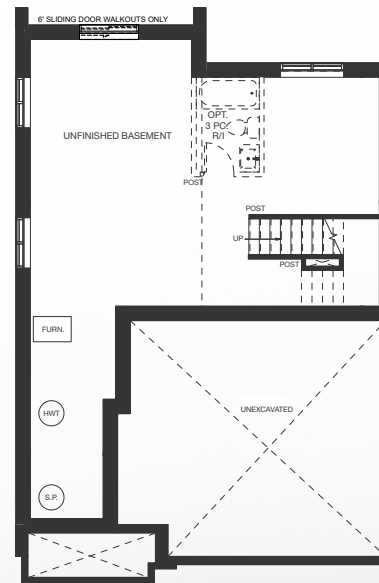 6' SLIDING DOOR WALKOUTS ONLY
OPT.
3 PC.
R/I
UNFINISHED BASEMENT
POST
POST
UP
POST
FURN.
HWT
UNEXCAVATED
S.P.